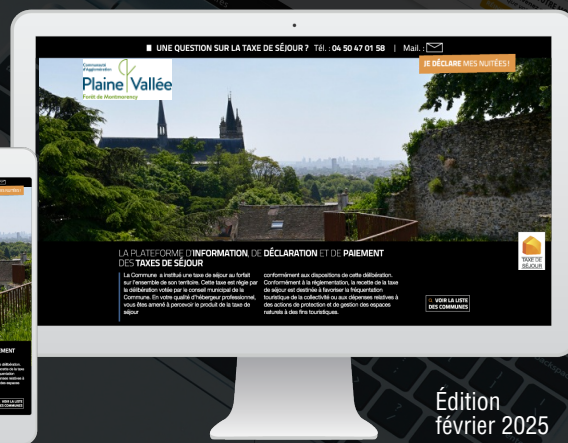 UNE QUESTION SUR LA TAXE DE SÉJOUR ? Tél. : 04 50 47 01 58 | Mail. :
JE DÉCLARE MES NUITÉES !
Communauté
d'Agglomération
Plaine Vallée
Forêt de Montmorency
LA PLATEFORME D'INFORMATION, DE DÉCLARATION ET DE PAIEMENT
DES TAXES DE SÉJOUR
La Commune a institué une taxe de séjour au forfait
sur l'ensemble de son territoire. Cette taxe est régie par
la délibération votée par le conseil municipal de la
Commune. En votre qualité d'hébergeur professionnel,
vous êtes amené à percevoir le produit de la taxe de
séjour
conformément aux dispositions de cette délibération.
Conformément à la réglementation, la recette de la taxe
de séjour est destinée à favoriser la fréquentation
touristique de la collectivité ou aux dépenses relatives à
des actions de protection et de gestion des espaces
naturels à des fins touristiques.
TAXE DE
SÉJOUR
VOIR LA LISTE
DES COMMUNES
Édition
février 2025